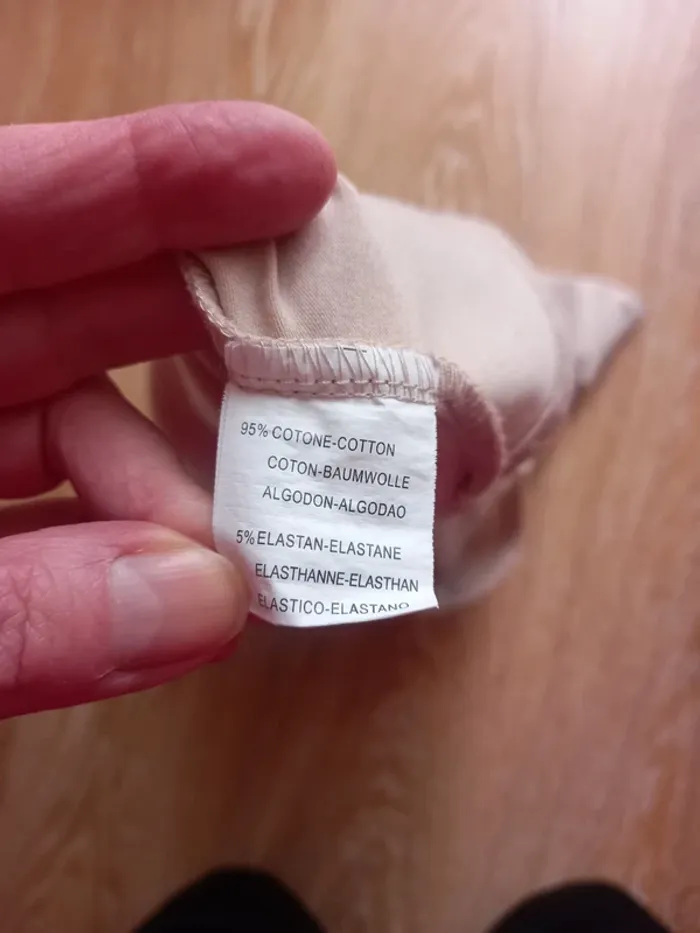 95% COTONE-COTTON
COTON-BAUMWOLLE
ALGODON-ALGODAO
5% ELASTAN-ELASTANE
ELASTHANNE-ELASTHAN
ELASTICO-ELASTANO